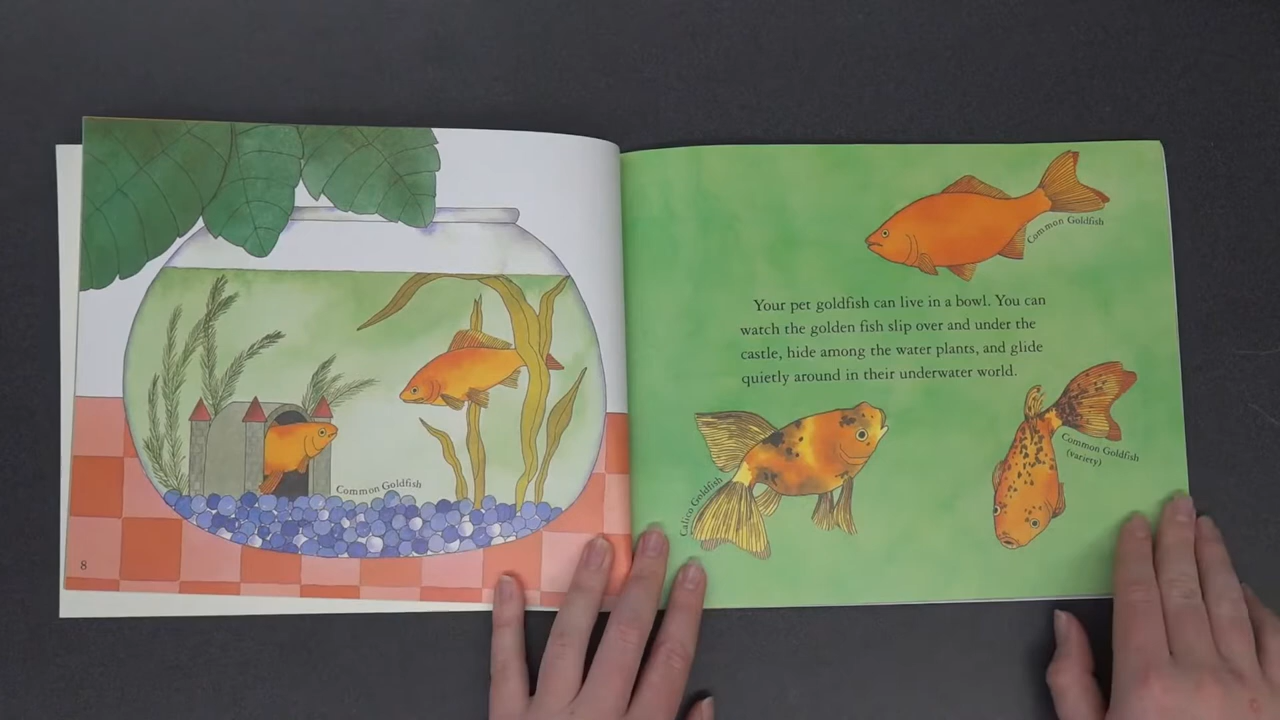 Common Goldfish
8
Common Goldfish
Your pet goldfish can live in a bowl. You can
watch the golden fish slip over and under the
castle, hide among the water plants, and glide
quietly around in their underwater world.
Calico Goldfish
Common Goldfish
(variety)